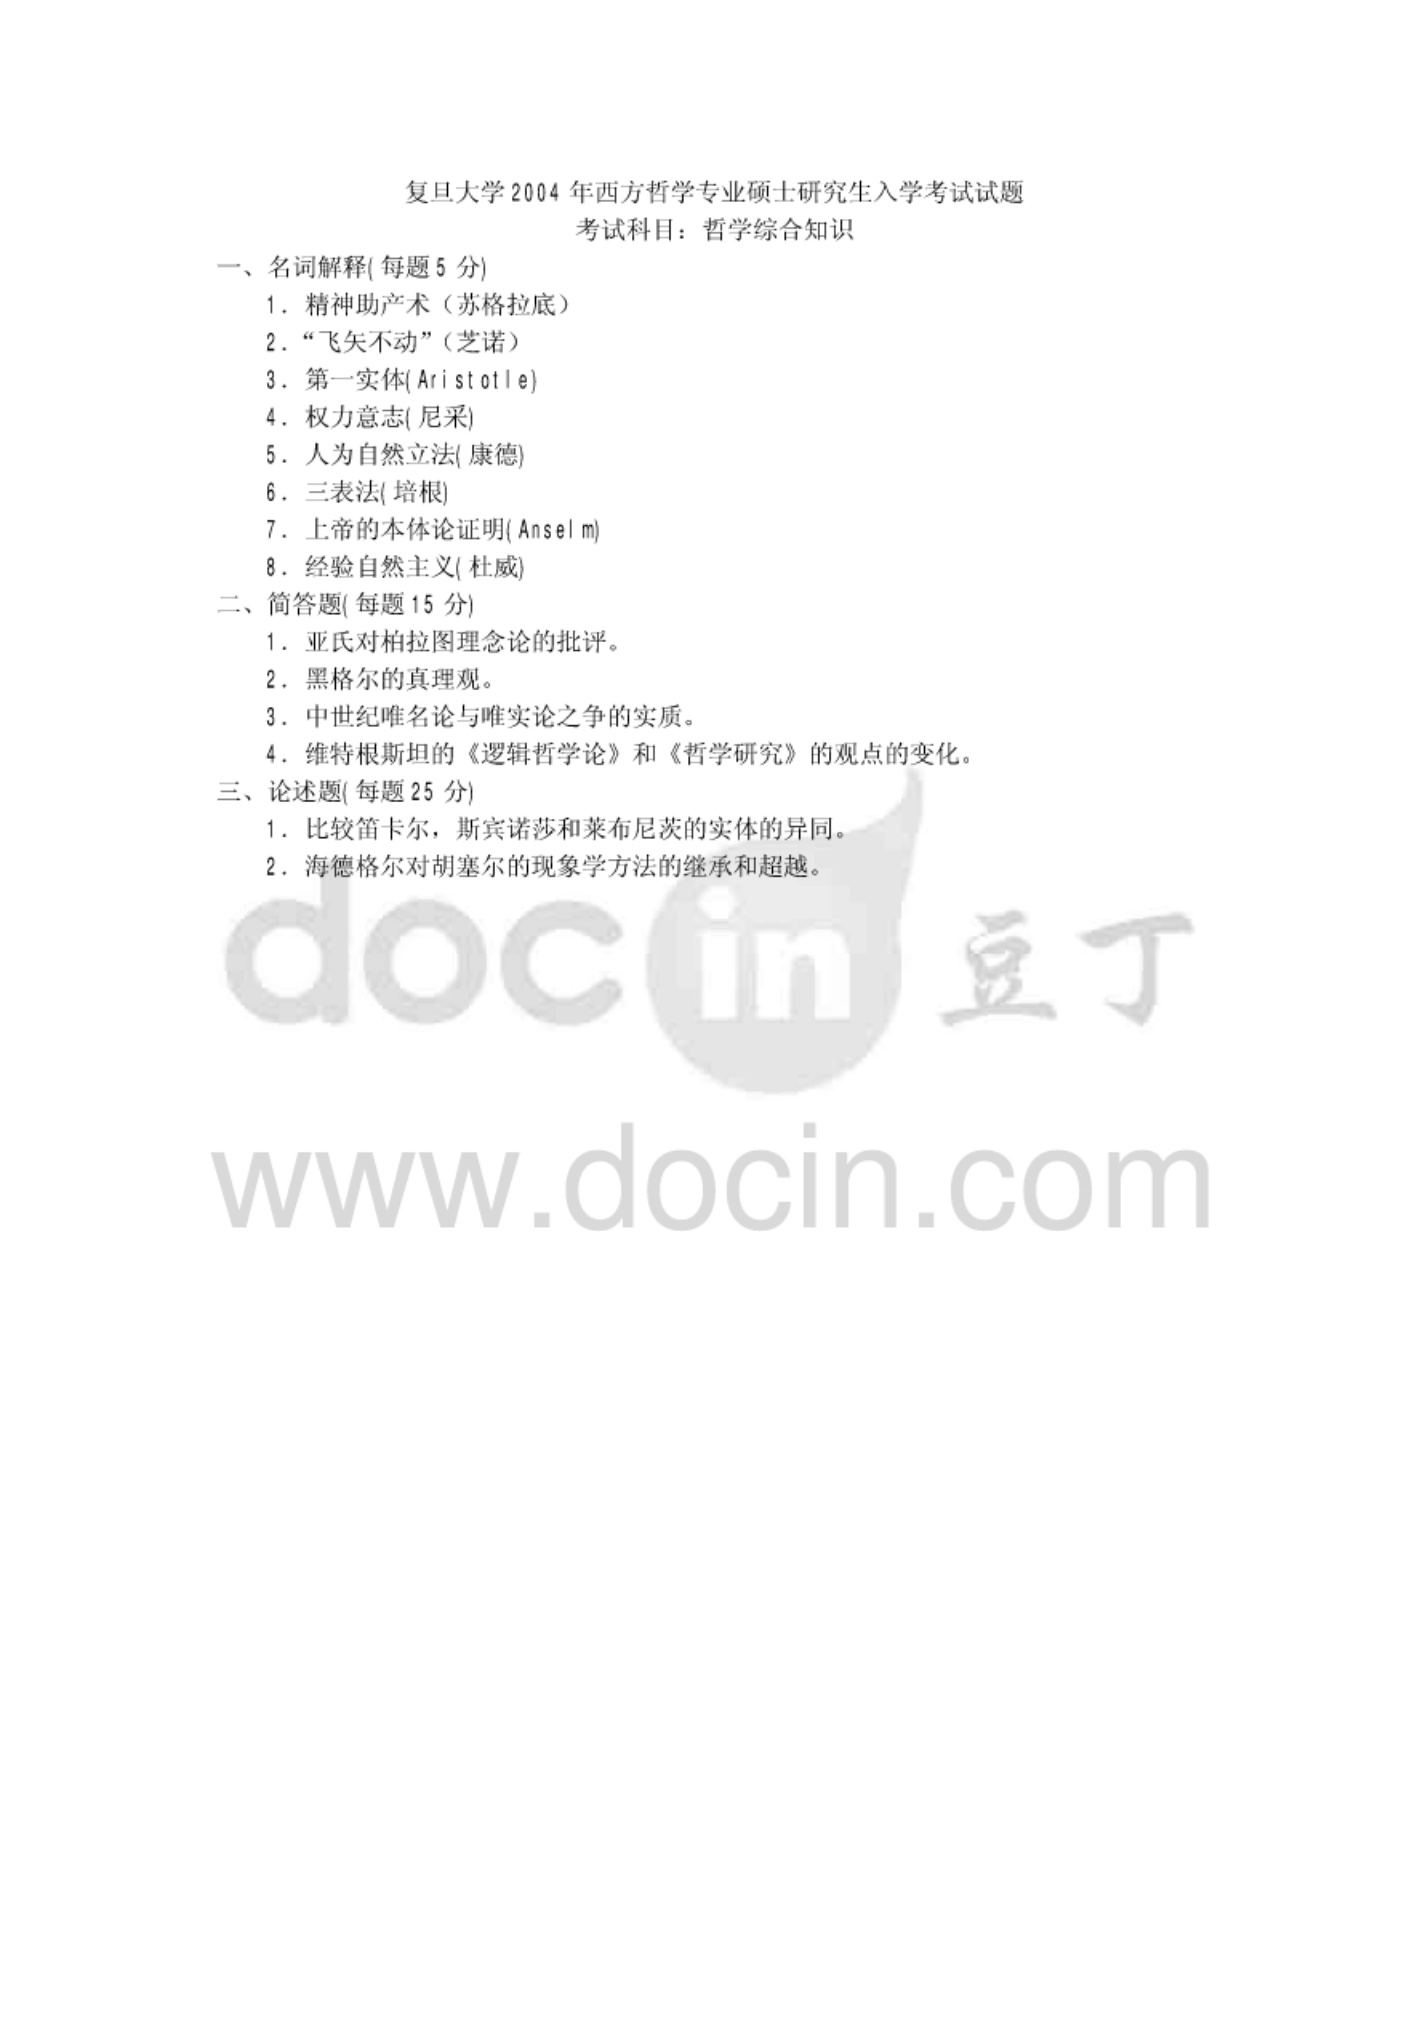 复旦大学2004 年西方哲学专业硕士研究生入学考试试题
考试科目：哲学综合知识
一、名词解释(每题5 分)
1．精神助产术（苏格拉底）
2．“飞矢不动”（芝诺）
3．第一实体(Aristotle)
4．权力意志(尼采)
5．人为自然立法(康德)
6．三表法(培根)
7．上帝的本体论证明(Anselm)
8．经验自然主义(杜威)
二、简答题(每题15 分)
1．亚氏对柏拉图理念论的批评。
2．黑格尔的真理观。
3．中世纪唯名论与唯实论之争的实质。
4．维特根斯坦的《逻辑哲学论》和《哲学研究》的观点的变化。
三、论述题(每题25 分)
1．比较笛卡尔，斯宾诺莎和莱布尼茨的实体的异同。
2．海德格尔对胡塞尔的现象学方法的继承和超越。
docin 豆丁
www.docin.com